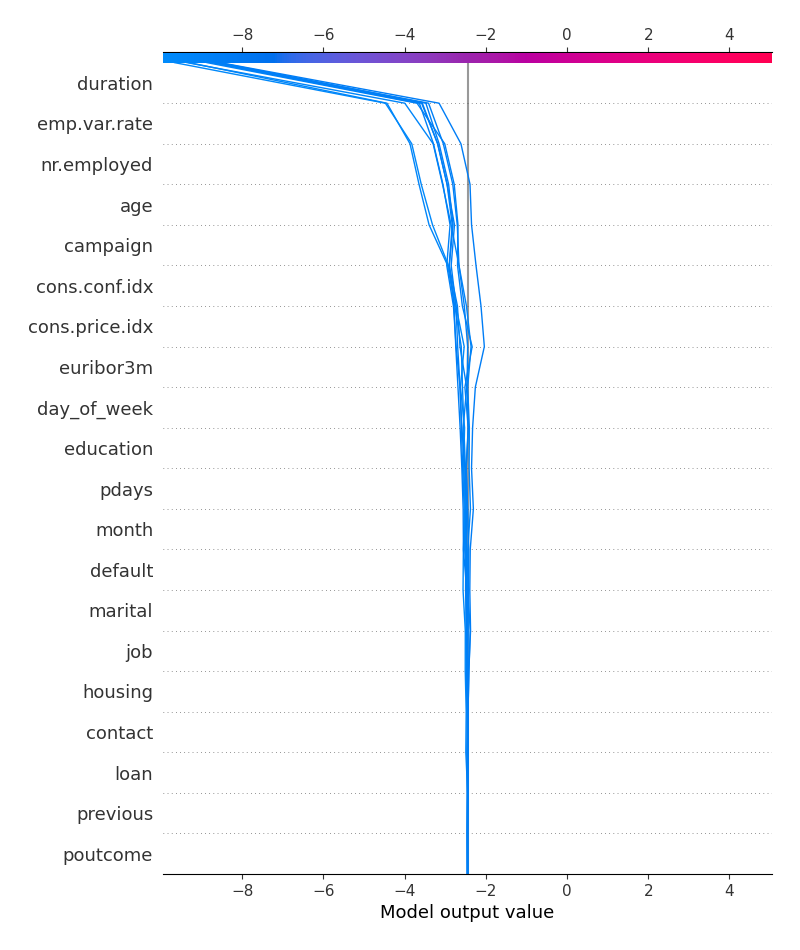 −8 −6 −4 −2 0 2 4
duration
emp.var.rate
nr.employed
age
campaign
cons.conf.idx
cons.price.idx
euribor3m
day_of_week
education
pdays
month
default
marital
job
housing
contact
loan
previous
poutcome
−8 −6 −4 −2 0 2 4
Model output value